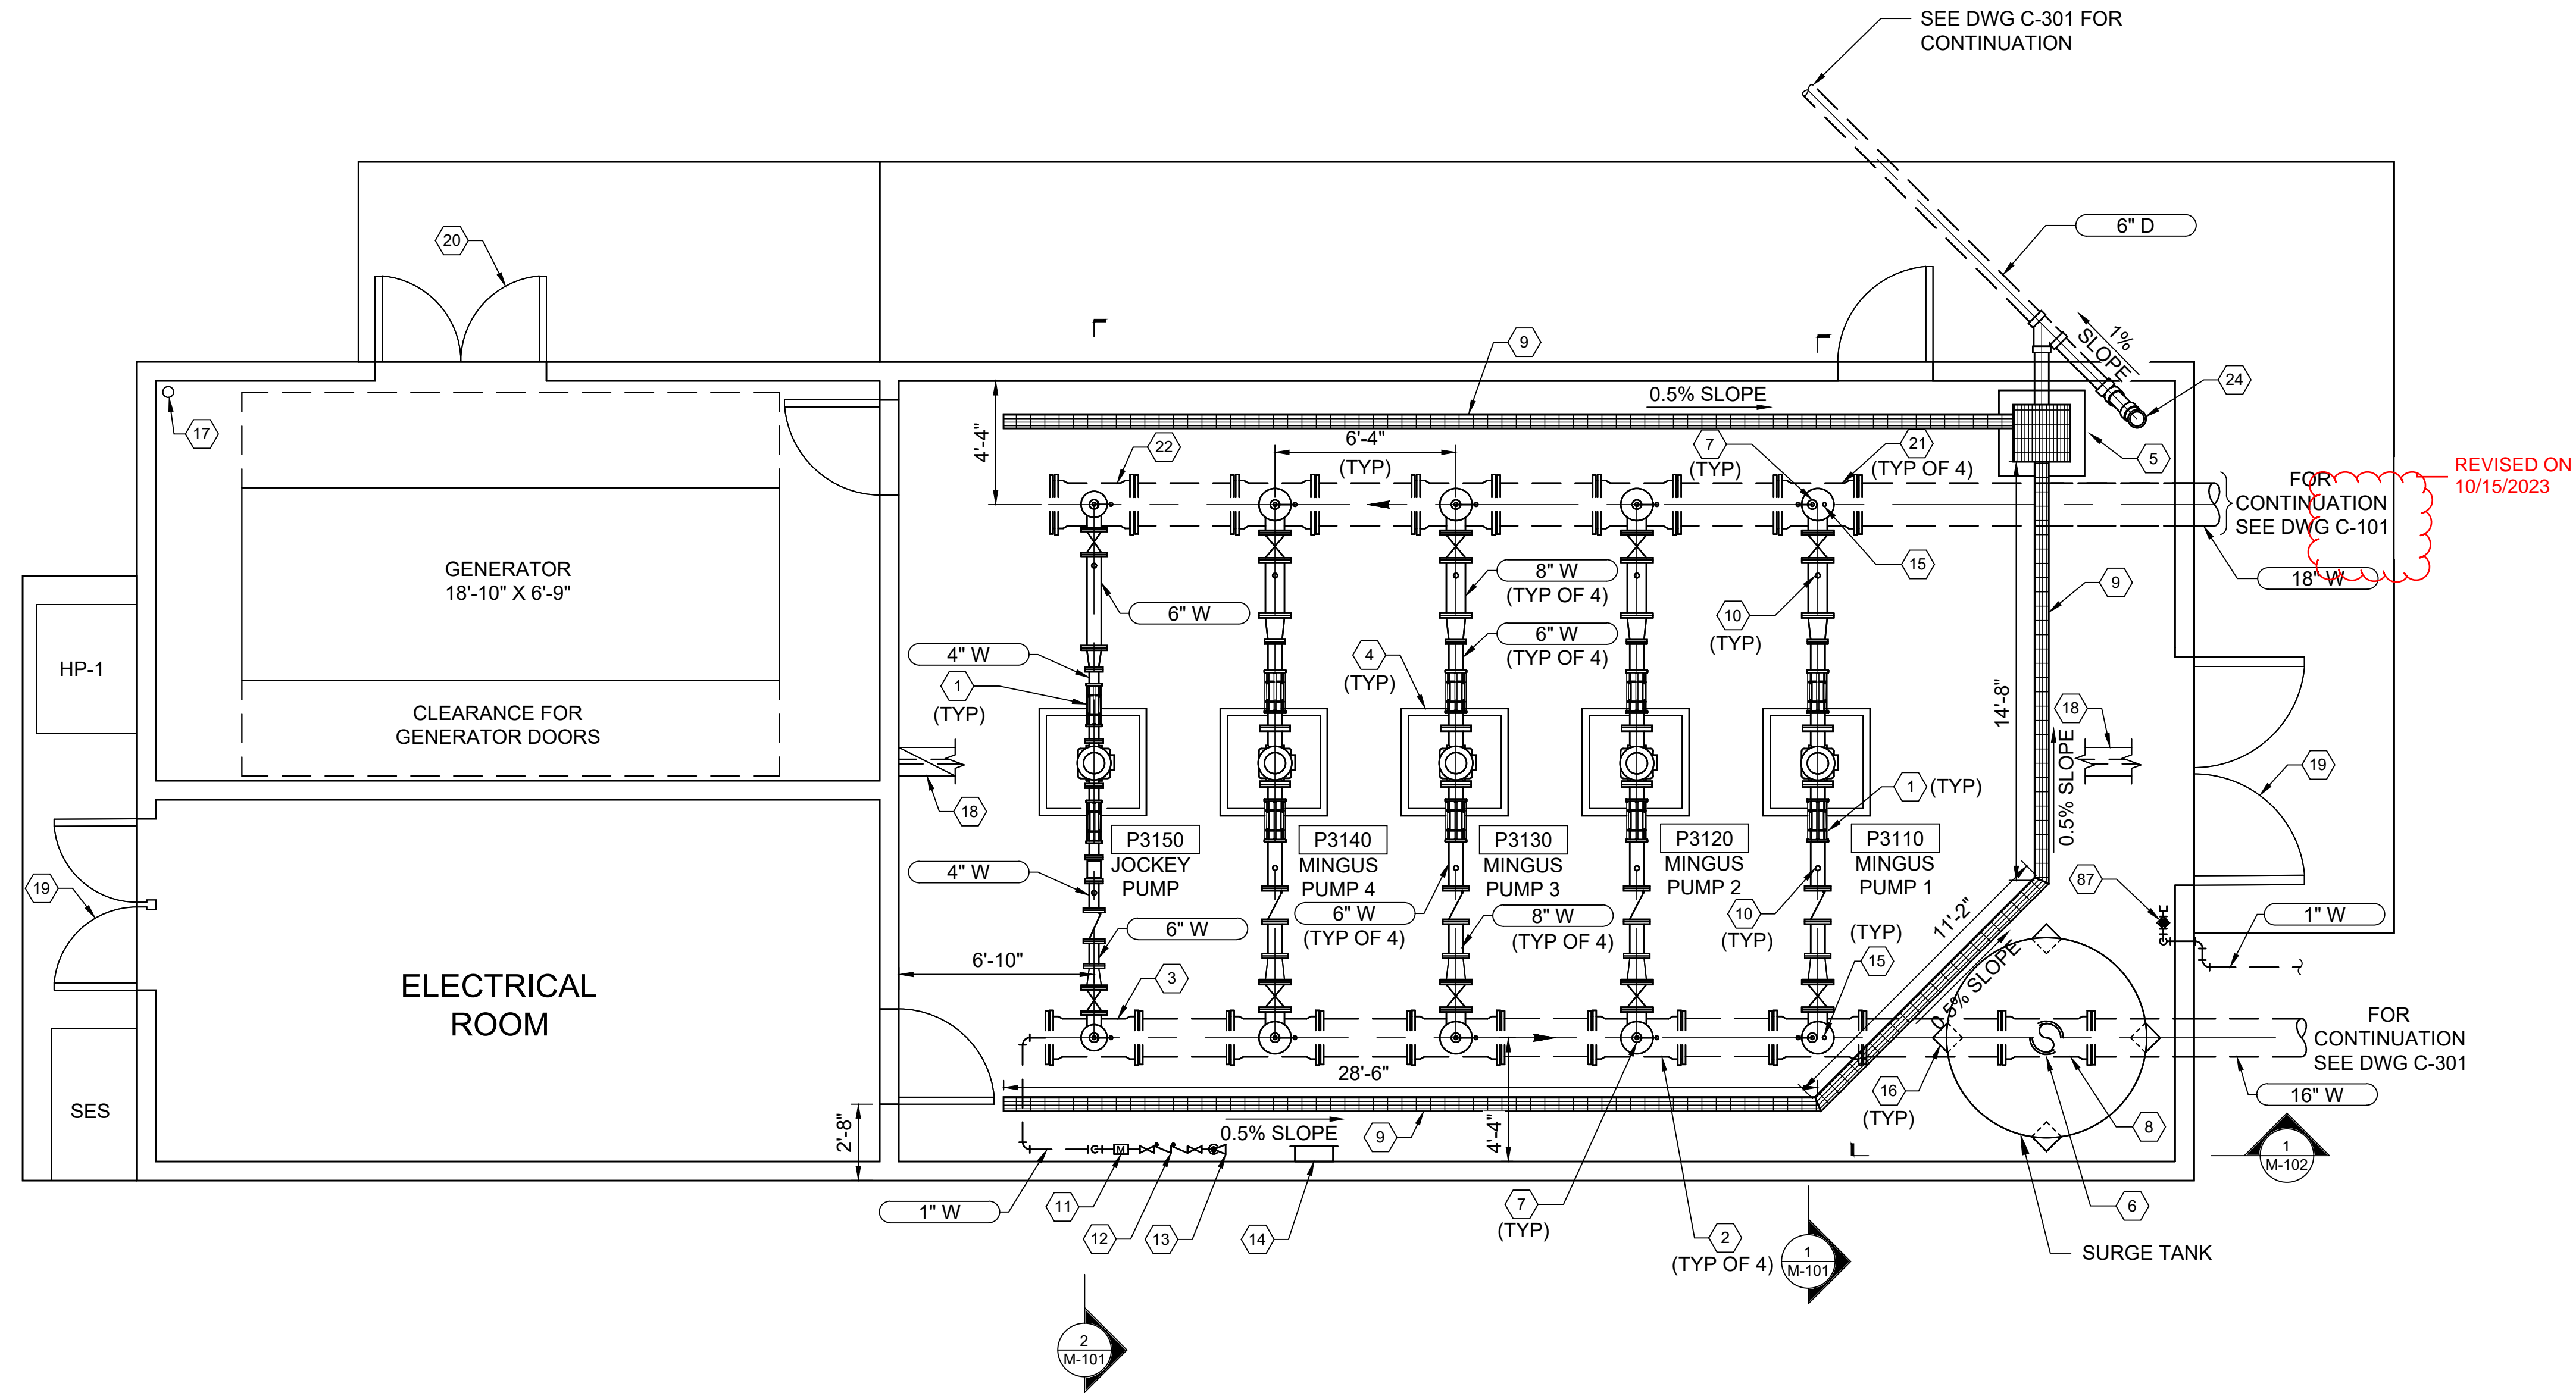 SEE DWG C-301 FOR
CONTINUATION
6" D
20
1%
SLOPE
9
24
17
0.5% SLOPE
4'-4"
22
6'-4"
(TYP)
7
(TYP)
21
(TYP OF 4)
5
REVISED ON
10/15/2023
FOR
CONTINUATION
SEE DWG C-101
18" W
GENERATOR
18'-10" X 6'-9"
8" W
(TYP OF 4)
15
9
6" W
10
(TYP)
6" W
(TYP OF 4)
4" W
4
(TYP)
HP-1
1
(TYP)
CLEARANCE FOR
GENERATOR DOORS
14'-8"
18
0.5% SLOPE
19
18
1
(TYP)
P3150
JOCKEY
PUMP
P3140
MINGUS
PUMP 4
P3130
MINGUS
PUMP 3
P3120
MINGUS
PUMP 2
P3110
MINGUS
PUMP 1
4" W
19
87
6" W
(TYP OF 4)
8" W
(TYP OF 4)
10
(TYP)
11'-2"
1" W
6" W
(TYP)
15
6'-10"
0.5% SLOPE
ELECTRICAL
ROOM
3
FOR
CONTINUATION
SEE DWG C-301
28'-6"
16
(TYP)
16" W
SES
2'-8"
0.5% SLOPE
9
4'-4"
8
M
1
M-102
1" W
11
12
13
14
7
(TYP)
2
(TYP OF 4)
6
1
M-101
SURGE TANK
2
M-101